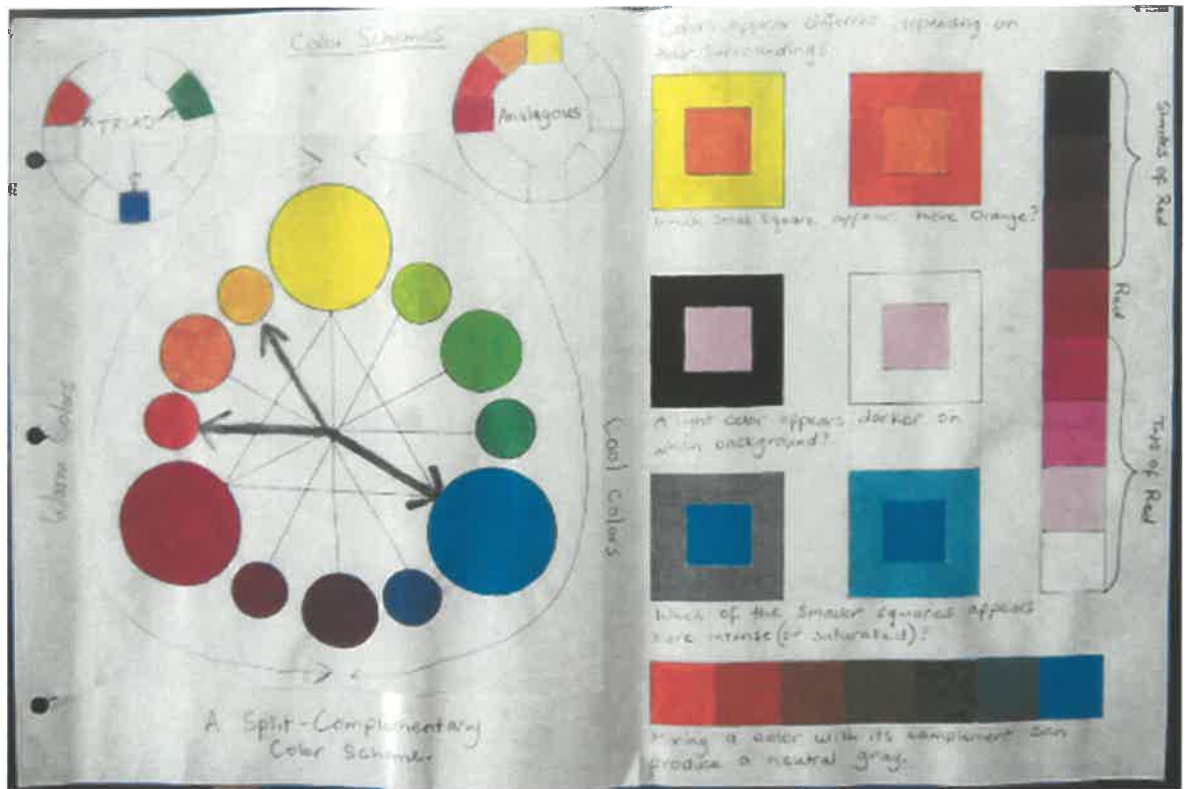 Color Schemes
TRIAD
Analagous
Warm Colors
Cool Colors
A Split-Complementary
Color Scheme.
Colors appear different depending on
their surroundings.
Which small square appears more Orange?
A light color appears darker on
which background?
Which of the smaller squares appears
more intense (or saturated)?
Mixing a color with its complement can
produce a neutral gray.
Shades of Red
Red
Tints of Red